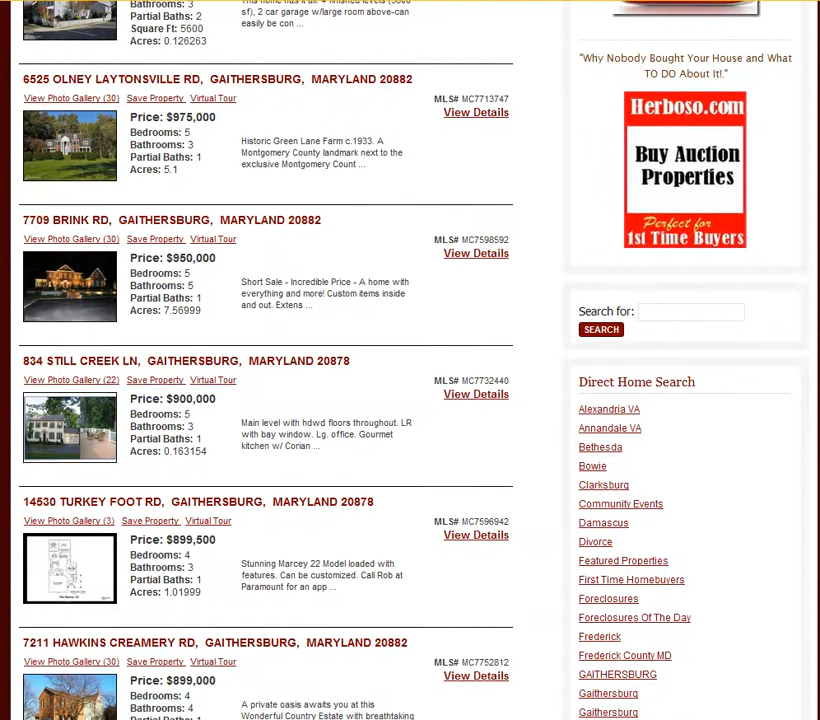 Bathrooms: 3
Partial Baths: 2
Square Ft: 5600
Acres: 0.126263
sf), 2 car garage w/large room above-can
easily be con ...
6525 OLNEY LAYTONSVILLE RD, GAITHERSBURG, MARYLAND 20882
View Photo Gallery (30) Save Property Virtual Tour
MLS# MC7713747
View Details
Price: $975,000
Bedrooms: 5
Bathrooms: 3
Partial Baths: 1
Acres: 5.1
Historic Green Lane Farm c.1933. A
Montgomery County landmark next to the
exclusive Montgomery Count ...
7709 BRINK RD, GAITHERSBURG, MARYLAND 20882
View Photo Gallery (30) Save Property Virtual Tour
MLS# MC7598592
View Details
Price: $950,000
Bedrooms: 5
Bathrooms: 5
Partial Baths: 1
Acres: 7.56999
Short Sale - Incredible Price - A home with
everything and more! Custom items inside
and out. Extens ...
834 STILL CREEK LN, GAITHERSBURG, MARYLAND 20878
View Photo Gallery (22) Save Property Virtual Tour
MLS# MC7732440
View Details
Price: $900,000
Bedrooms: 5
Bathrooms: 3
Partial Baths: 1
Acres: 0.163154
Main level with hdwd floors throughout. LR
with bay window. Lg. office. Gourmet
kitchen w/ Corian ...
14530 TURKEY FOOT RD, GAITHERSBURG, MARYLAND 20878
View Photo Gallery (3) Save Property Virtual Tour
MLS# MC7596942
View Details
Price: $899,500
Bedrooms: 4
Bathrooms: 3
Partial Baths: 1
Acres: 1.01999
Stunning Marcey 22 Model loaded with
features. Can be customized. Call Rob at
Paramount for an app ...
7211 HAWKINS CREAMERY RD, GAITHERSBURG, MARYLAND 20882
View Photo Gallery (30) Save Property Virtual Tour
MLS# MC7752812
View Details
Price: $899,000
Bedrooms: 4
Bathrooms: 4
A private oasis awaits you at this
Wonderful Country Estate with breathtaking
"Why Nobody Bought Your House and What
TO DO About It!."
Herboso.com
Buy Auction
Properties
Perfect for
1st Time Buyers
Search for:
SEARCH
Direct Home Search
Alexandria VA
Annandale VA
Bethesda
Bowie
Clarksburg
Community Events
Damascus
Divorce
Featured Properties
First Time Homebuyers
Foreclosures
Foreclosures Of The Day
Frederick
Frederick County MD
GAITHERSBURG
Gaithersburg
Gaithersburg